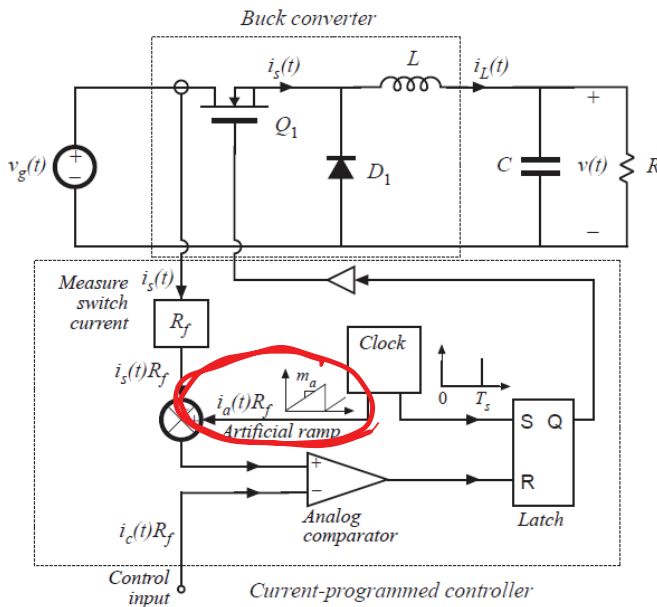 Buck converter
i_s(t)
L
i_L(t)
+
Q_1
v_g(t)
+
−
D_1
C
v(t)
R
−
Measure
switch
current
i_s(t)
R_f
Clock
i_s(t)R_f
m_a
0
T_s
+
i_a(t)R_f
Artificial ramp
S Q
+
−
R
Analog
comparator
Latch
i_c(t)R_f
Control
input
Current-programmed controller